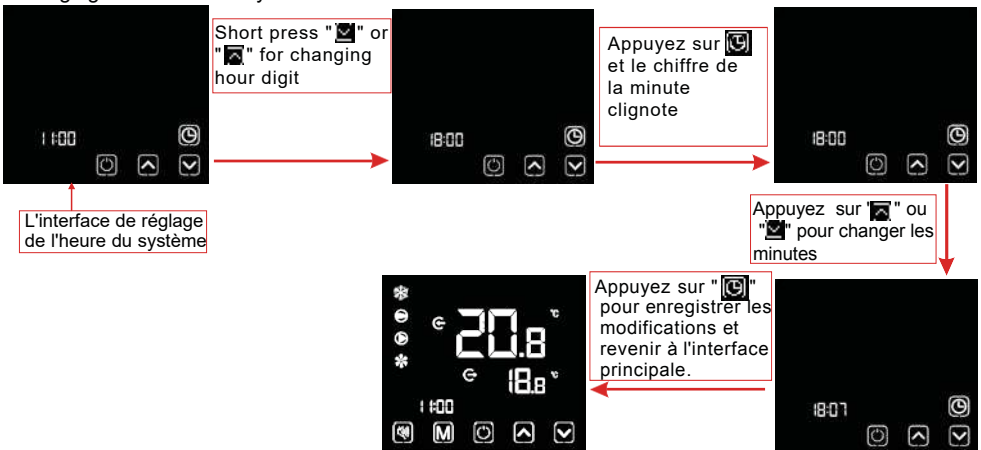 Short press " " or
" " for changing
hour digit
Appuyez sur
et le chiffre de
la minute
clignote
11:00
18:00
18:00
L'interface de réglage
de l'heure du système
Appuyez sur " " ou
" " pour changer les
minutes
Appuyez sur " "
pour enregistrer les
modifications et
revenir à l'interface
principale.
20.8 °C
18.8 °C
11:00
M
18:07